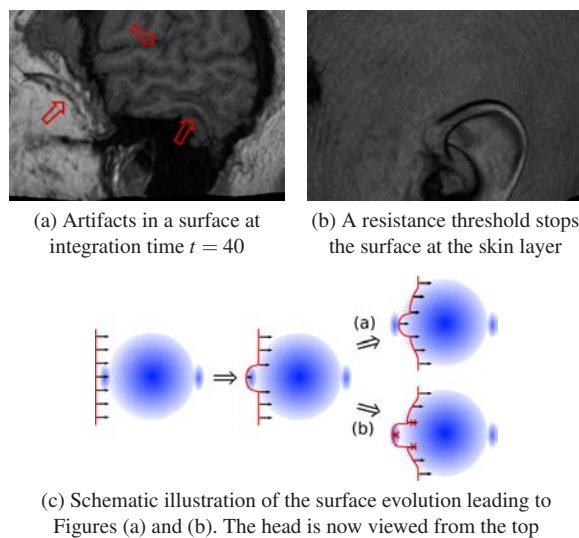 (a) Artifacts in a surface at
integration time t = 40
(b) A resistance threshold stops
the surface at the skin layer
(a)
(b)
(c) Schematic illustration of the surface evolution leading to
Figures (a) and (b). The head is now viewed from the top